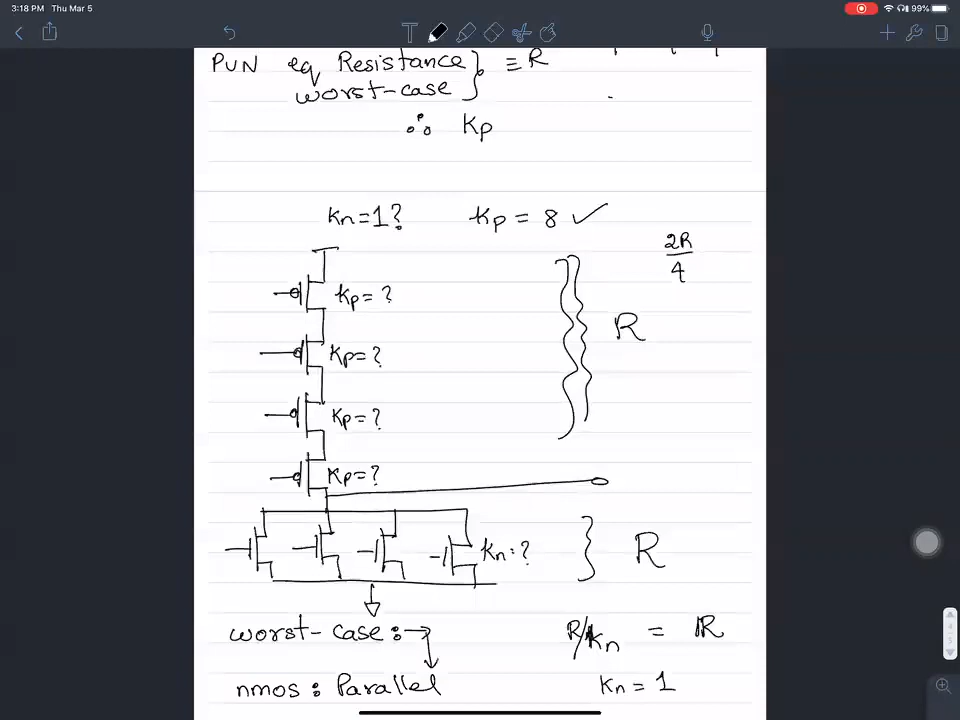 3:18 PM Thu Mar 5
99%
PUN eq Resistance } ≡ R
worst-case
∴ Kp
Kn=1? Kp = 8 ✓
2R/4
Kp=?
R
Kp=?
Kp=?
Kp=?
Kn:?
R
worst-case :→
R/Kn = R
nmos : Parallel
Kn = 1